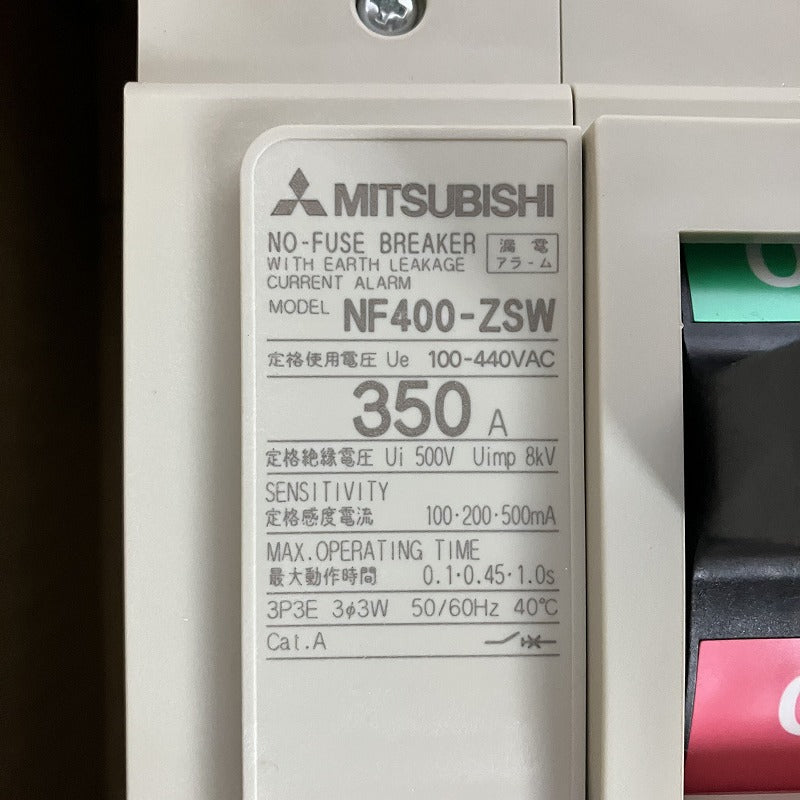 MITSUBISHI
NO-FUSE BREAKER
WITH EARTH LEAKAGE
CURRENT ALARM
漏電
アラーム
MODEL NF400-ZSW
定格使用電圧 Ue 100-440VAC
350 A
定格絶縁電圧 Ui 500V Uimp 8kV
SENSITIVITY
定格感度電流 100·200·500mA
MAX.OPERATING TIME
最大動作時間 0.1·0.45·1.0s
3P3E 3φ3W 50/60Hz 40℃
Cat.A